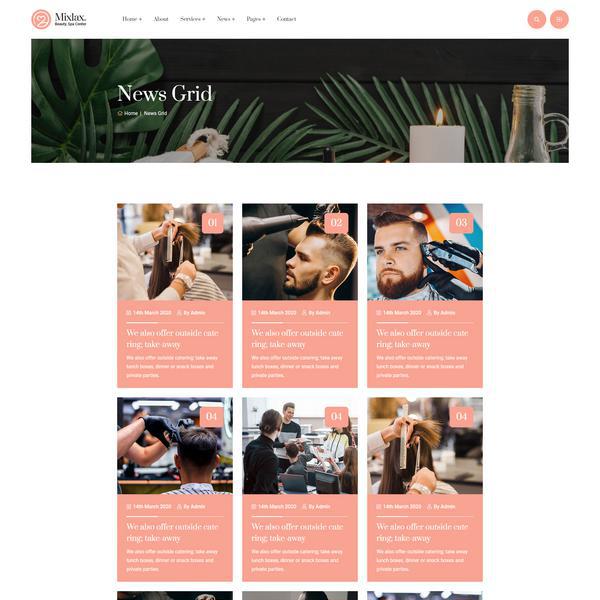 Mixlax.
Beauty, Spa Center
Home + About Services + News + Pages + Contact
News Grid
Home | News Grid
01
02
03
14th March 2020 By Admin
We also offer outside cate
ring; take-away
We also offer outside catering; take away
lunch boxes, dinner or snack boxes and
private parties.
14th March 2020 By Admin
We also offer outside cate
ring; take-away
We also offer outside catering; take away
lunch boxes, dinner or snack boxes and
private parties.
14th March 2020 By Admin
We also offer outside cate
ring; take-away
We also offer outside catering; take away
lunch boxes, dinner or snack boxes and
private parties.
04
04
04
14th March 2020 By Admin
We also offer outside cate
ring; take-away
We also offer outside catering; take away
lunch boxes, dinner or snack boxes and
private parties.
14th March 2020 By Admin
We also offer outside cate
ring; take-away
We also offer outside catering; take away
lunch boxes, dinner or snack boxes and
private parties.
14th March 2020 By Admin
We also offer outside cate
ring; take-away
We also offer outside catering; take away
lunch boxes, dinner or snack boxes and
private parties.